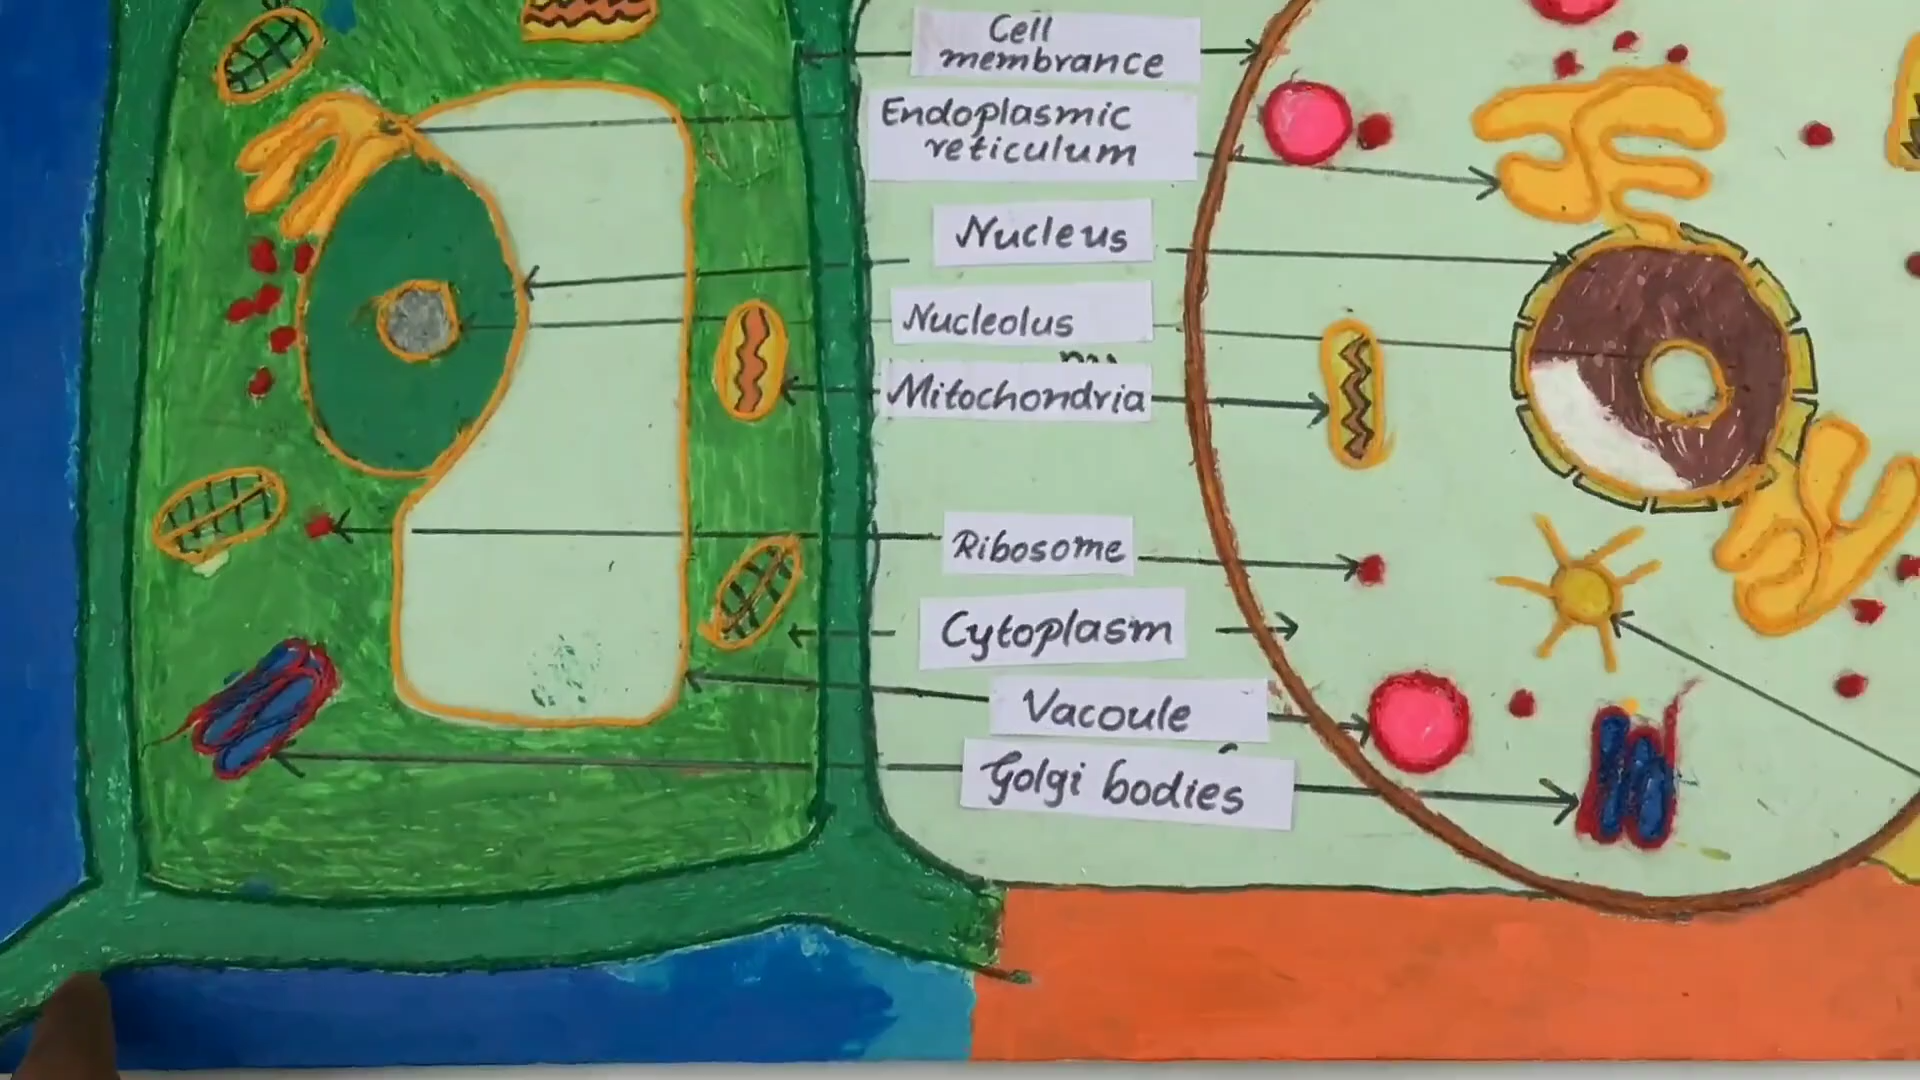 Cell
membrance
Endoplasmic
reticulum
Nucleus
Nucleolus
Mitochondria
Ribosome
Cytoplasm
Vacoule
Golgi bodies